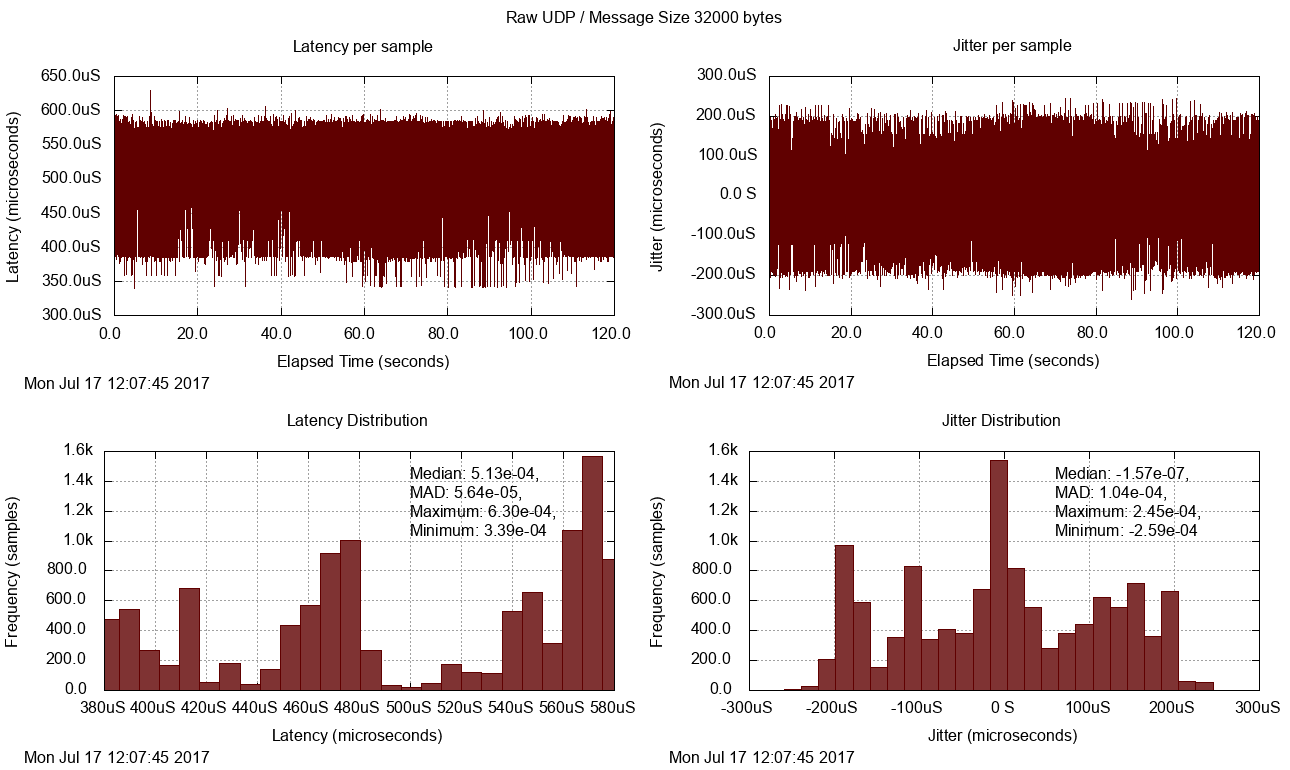 Raw UDP / Message Size 32000 bytes
Latency per sample
650.0uS
600.0uS
550.0uS
500.0uS
450.0uS
400.0uS
350.0uS
300.0uS
Latency (microseconds)
0.0 20.0 40.0 60.0 80.0 100.0 120.0
Elapsed Time (seconds)
Mon Jul 17 12:07:45 2017
Jitter per sample
300.0uS
200.0uS
100.0uS
0.0 S
-100.0uS
-200.0uS
-300.0uS
Jitter (microseconds)
0.0 20.0 40.0 60.0 80.0 100.0 120.0
Elapsed Time (seconds)
Mon Jul 17 12:07:45 2017
Latency Distribution
1.6k
1.4k
1.2k
1.0k
800.0
600.0
400.0
200.0
0.0
Frequency (samples)
Median: 5.13e-04,
MAD: 5.64e-05,
Maximum: 6.30e-04,
Minimum: 3.39e-04
380uS 400uS 420uS 440uS 460uS 480uS 500uS 520uS 540uS 560uS 580uS
Latency (microseconds)
Mon Jul 17 12:07:45 2017
Jitter Distribution
1.6k
1.4k
1.2k
1.0k
800.0
600.0
400.0
200.0
0.0
Frequency (samples)
Median: -1.57e-07,
MAD: 1.04e-04,
Maximum: 2.45e-04,
Minimum: -2.59e-04
-300uS -200uS -100uS 0 S 100uS 200uS 300uS
Jitter (microseconds)
Mon Jul 17 12:07:45 2017